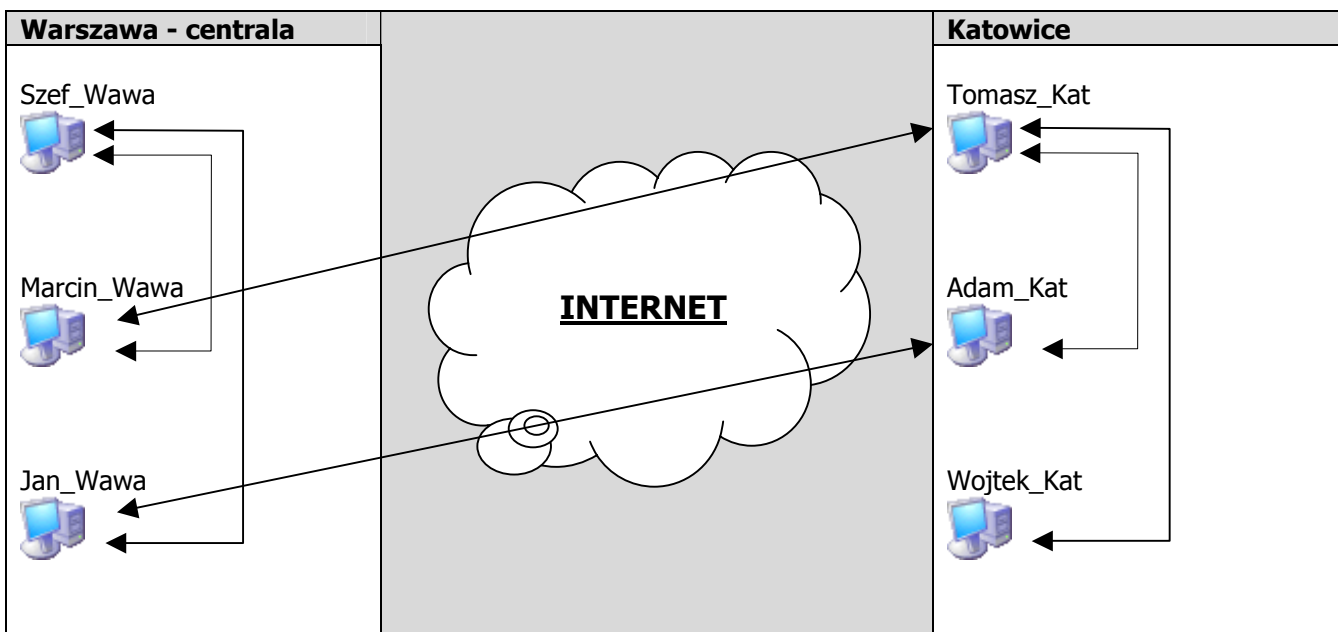 Warszawa - centrala
Katowice
Szef_Wawa
Tomasz_Kat
Marcin_Wawa
INTERNET
Adam_Kat
Jan_Wawa
Wojtek_Kat